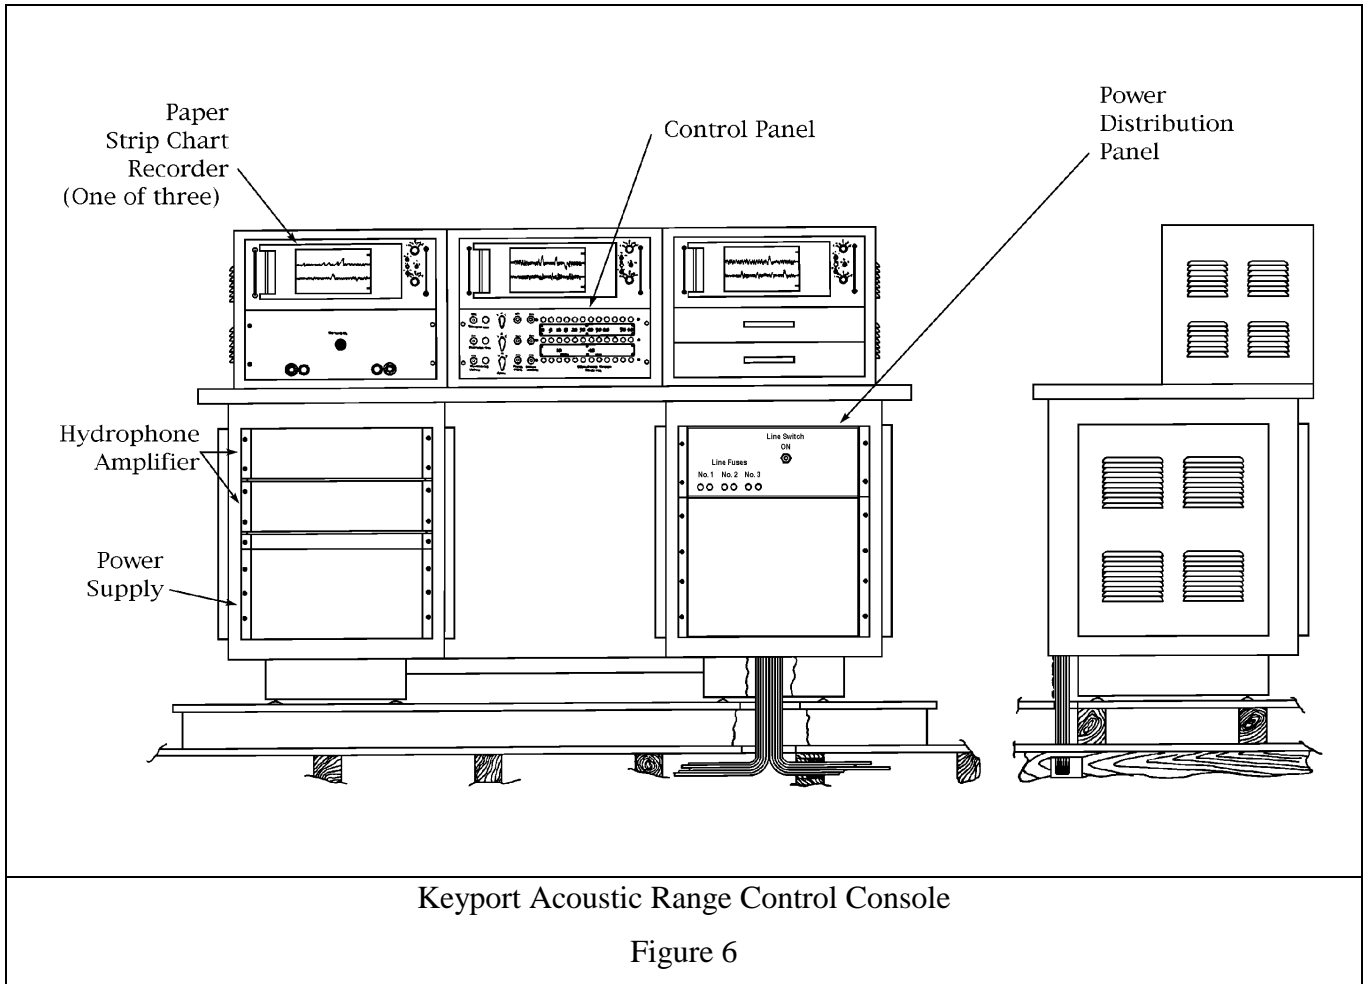 Paper
Strip Chart
Recorder
(One of three)
Control Panel
Power
Distribution
Panel
Hydrophone
Amplifier
Power
Supply
Line Switch
ON
Line Fuses
No. 1 No. 2 No. 3
Keyport Acoustic Range Control Console
Figure 6